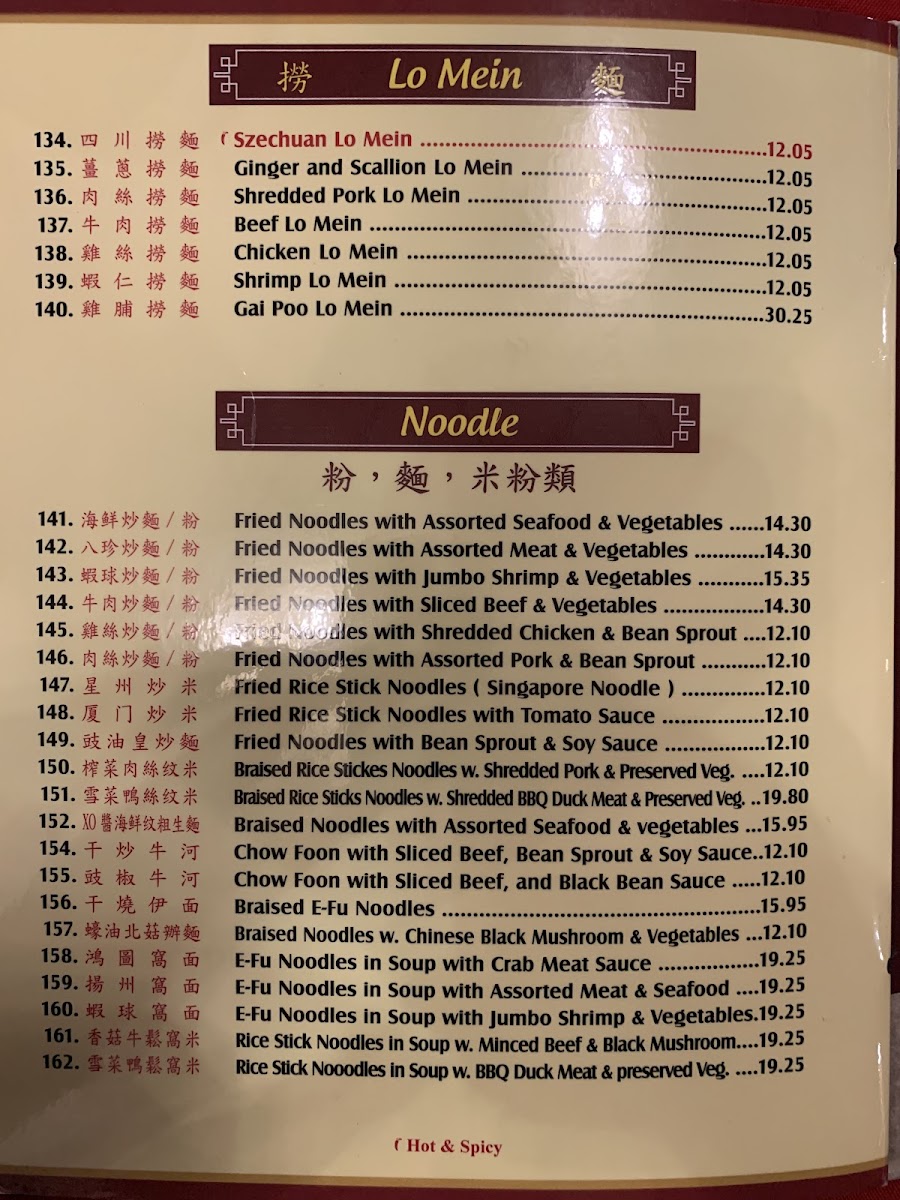 撈 Lo Mein 麵
134. 四川撈麵 Szechuan Lo Mein ........12.05
135. 薑蔥撈麵 Ginger and Scallion Lo Mein ........12.05
136. 肉絲撈麵 Shredded Pork Lo Mein ........12.05
137. 牛肉撈麵 Beef Lo Mein ........12.05
138. 雞絲撈麵 Chicken Lo Mein ........12.05
139. 蝦仁撈麵 Shrimp Lo Mein ........12.05
140. 雞脯撈麵 Gai Poo Lo Mein ........30.25
Noodle
粉，麵，米粉類
141. 海鮮炒麵/粉 Fried Noodles with Assorted Seafood & Vegetables ......14.30
142. 八珍炒麵/粉 Fried Noodles with Assorted Meat & Vegetables ............14.30
143. 蝦球炒麵/粉 Fried Noodles with Jumbo Shrimp & Vegetables ...........15.35
144. 牛肉炒麵/粉 Fried Noodles with Sliced Beef & Vegetables ................14.30
145. 雞絲炒麵/粉 Fried Noodles with Shredded Chicken & Bean Sprout ....12.10
146. 肉絲炒麵/粉 Fried Noodles with Assorted Pork & Bean Sprout ...........12.10
147. 星州炒米 Fried Rice Stick Noodles ( Singapore Noodle ) ..............12.10
148. 厦门炒米 Fried Rice Stick Noodles with Tomato Sauce .................12.10
149. 豉油皇炒麵 Fried Noodles with Bean Sprout & Soy Sauce .................12.10
150. 榨菜肉絲纹米 Braised Rice Stickes Noodles w. Shredded Pork & Preserved Veg. ....12.10
151. 雪菜鴨絲纹米 Braised Rice Sticks Noodles w. Shredded BBQ Duck Meat & Preserved Veg. ..19.80
152. XO醬海鲜纹粗生麵 Braised Noodles with Assorted Seafood & vegetables ...15.95
154. 干炒牛河 Chow Foon with Sliced Beef, Bean Sprout & Soy Sauce..12.10
155. 豉椒牛河 Chow Foon with Sliced Beef, and Black Bean Sauce .....12.10
156. 干燒伊面 Braised E-Fu Noodles ........15.95
157. 蠔油北菇辦麵 Braised Noodles w. Chinese Black Mushroom & Vegetables ...12.10
158. 鴻圖窩面 E-Fu Noodles in Soup with Crab Meat Sauce ................19.25
159. 揚州窩面 E-Fu Noodles in Soup with Assorted Meat & Seafood ....19.25
160. 蝦球窩面 E-Fu Noodles in Soup with Jumbo Shrimp & Vegetables.19.25
161. 香菇牛鬆窩米 Rice Stick Noodles in Soup w. Minced Beef & Black Mushroom....19.25
162. 雪菜鴨鬆窩米 Rice Stick Nooodles in Soup w. BBQ Duck Meat & preserved Veg. ....19.25
Hot & Spicy